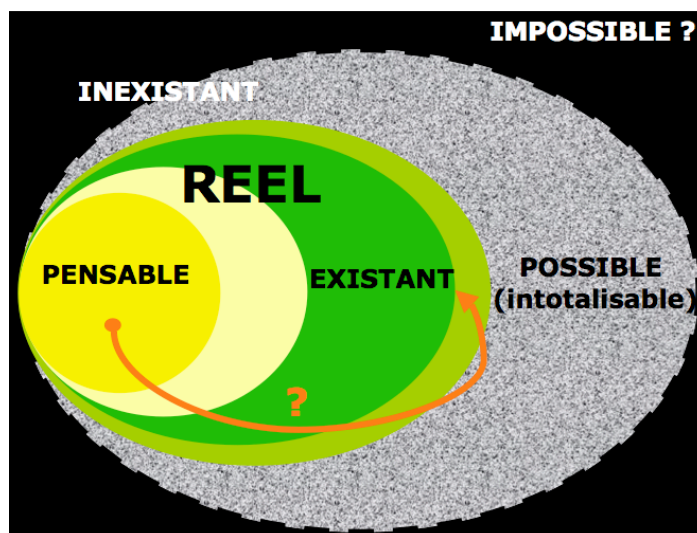 IMPOSSIBLE ?
INEXISTANT
REEL
PENSABLE
EXISTANT
POSSIBLE
(intotalisable)
?